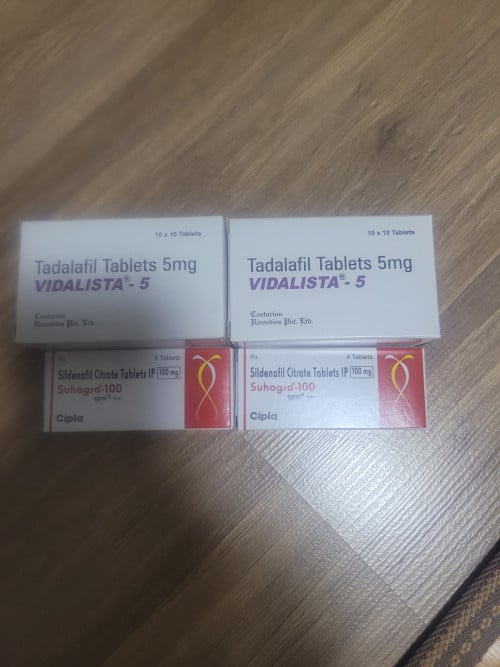 10 x 10 Tablets
Tadalafil Tablets 5mg
VIDALISTA®- 5
Centurion
Remedies Pvt. Ltd.
10 x 10 Tablets
Tadalafil Tablets 5mg
VIDALISTA®- 5
Centurion
Remedies Pvt. Ltd.
Rx 4 Tablets
Sildenafil Citrate Tablets IP 100 mg
Suhagra®-100
Cipla
Rx 4 Tablets
Sildenafil Citrate Tablets IP 100 mg
Suhagra®-100
Cipla